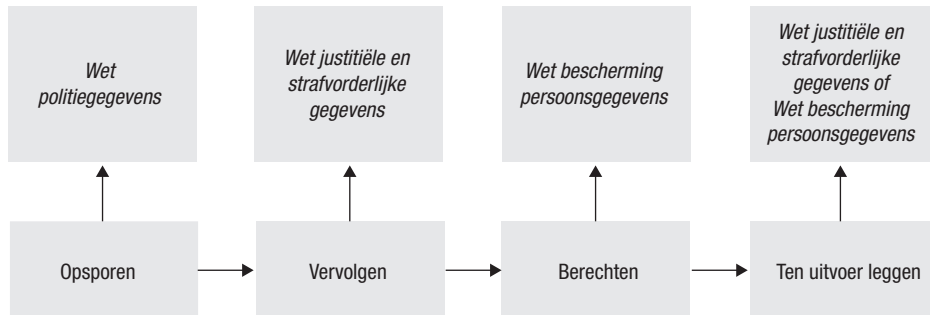 Wet
politiegegevens
Wet justitiële en
strafvorderlijke
gegevens
Wet bescherming
persoonsgegevens
Wet justitiële en
strafvorderlijke
gegevens of
Wet bescherming
persoonsgegevens
Opsporen
Vervolgen
Berechten
Ten uitvoer leggen